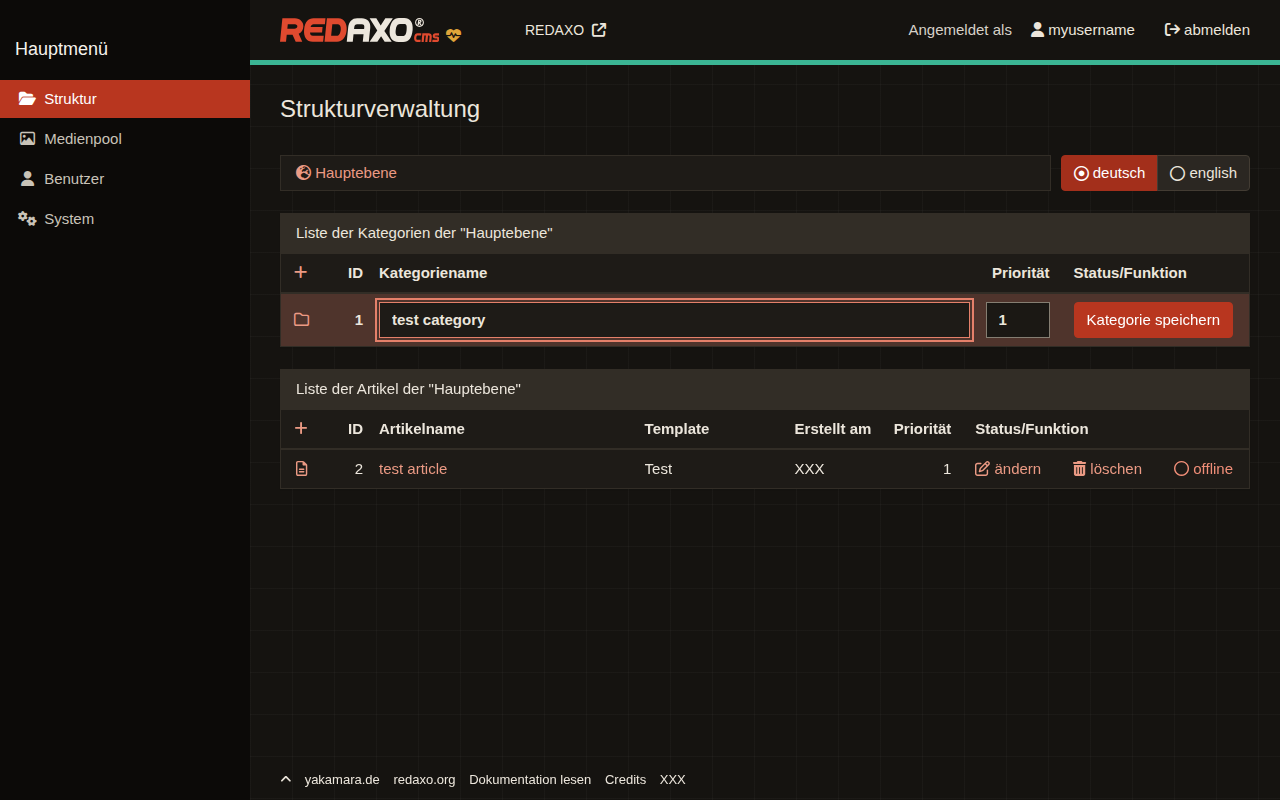 Hauptmenü
Struktur
Medienpool
Benutzer
System
REDAXO® cms
REDAXO
Angemeldet als myusername abmelden
Strukturverwaltung
Hauptebene
deutsch english
Liste der Kategorien der "Hauptebene"
ID Kategoriename Priorität Status/Funktion
1 test category 1 Kategorie speichern
Liste der Artikel der "Hauptebene"
ID Artikelname Template Erstellt am Priorität Status/Funktion
2 test article Test XXX 1 ändern löschen offline
yakamara.de redaxo.org Dokumentation lesen Credits XXX